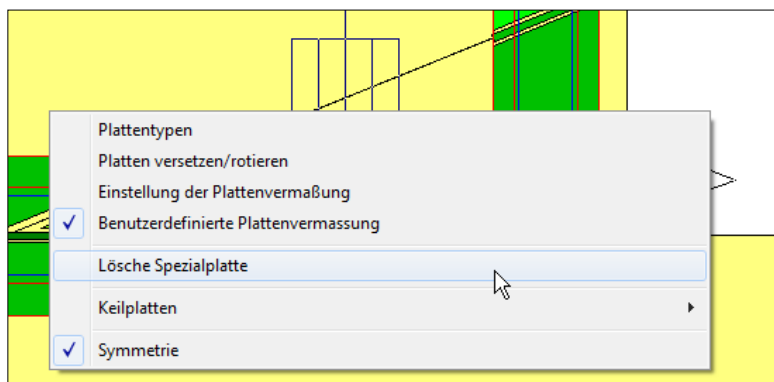 Plattentypen
Platten versetzen/rotieren
Einstellung der Plattenvermaßung
Benutzerdefinierte Plattenvermassung
Lösche Spezialplatte
Keilplatten
Symmetrie